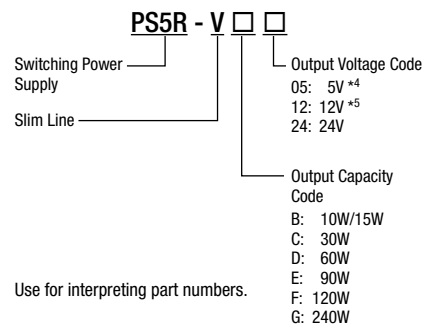 PS5R - V □ □
Switching Power
Supply
Slim Line
Output Voltage Code
05: 5V *4
12: 12V *5
24: 24V
Output Capacity
Code
B: 10W/15W
C: 30W
D: 60W
E: 90W
F: 120W
G: 240W
Use for interpreting part numbers.